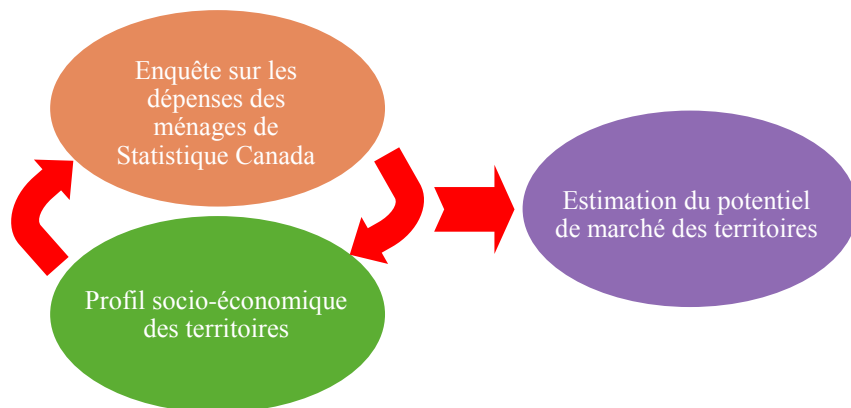 Enquête sur les
dépenses des
ménages de
Statistique Canada
Estimation du potentiel
de marché des territoires
Profil socio-économique
des territoires